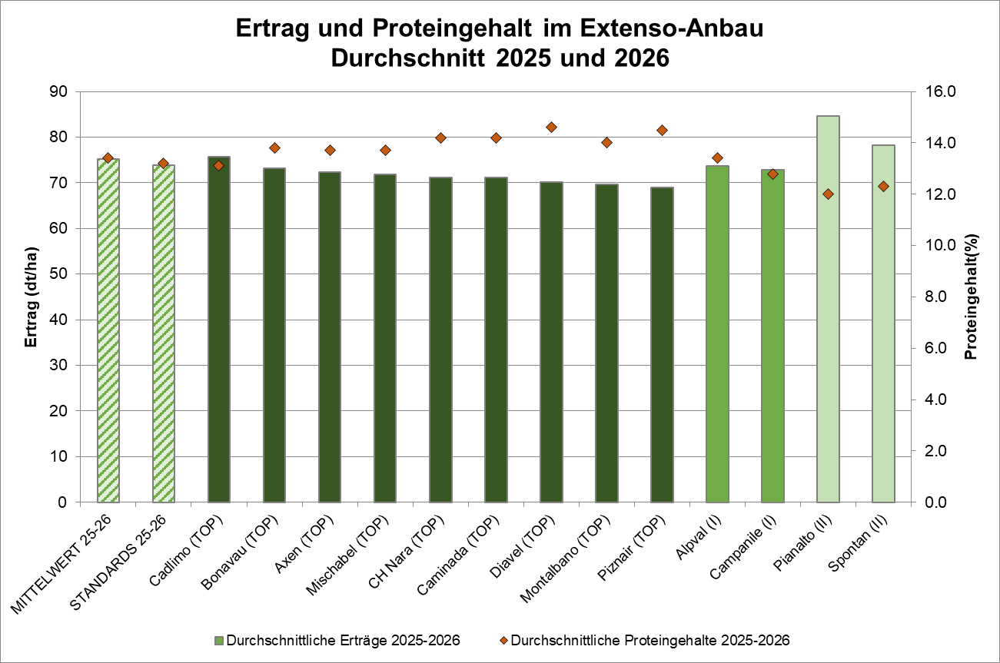 Ertrag und Proteingehalt im Extenso-Anbau
Durchschnitt 2025 und 2026
Ertrag (dt/ha)
90
80
70
60
50
40
30
20
10
0
16.0
14.0
12.0
10.0
8.0
6.0
4.0
2.0
0.0
Proteingehalt(%)
MITTELWERT 25-26
STANDARDS 25-26
Cadlimo (TOP)
Bonavau (TOP)
Axen (TOP)
Mischabel (TOP)
CH Nara (TOP)
Caminada (TOP)
Diavel (TOP)
Montalbano (TOP)
Piznair (TOP)
Alpval (I)
Campanile (I)
Pianalto (II)
Spontan (II)
Durchschnittliche Erträge 2025-2026
Durchschnittliche Proteingehalte 2025-2026